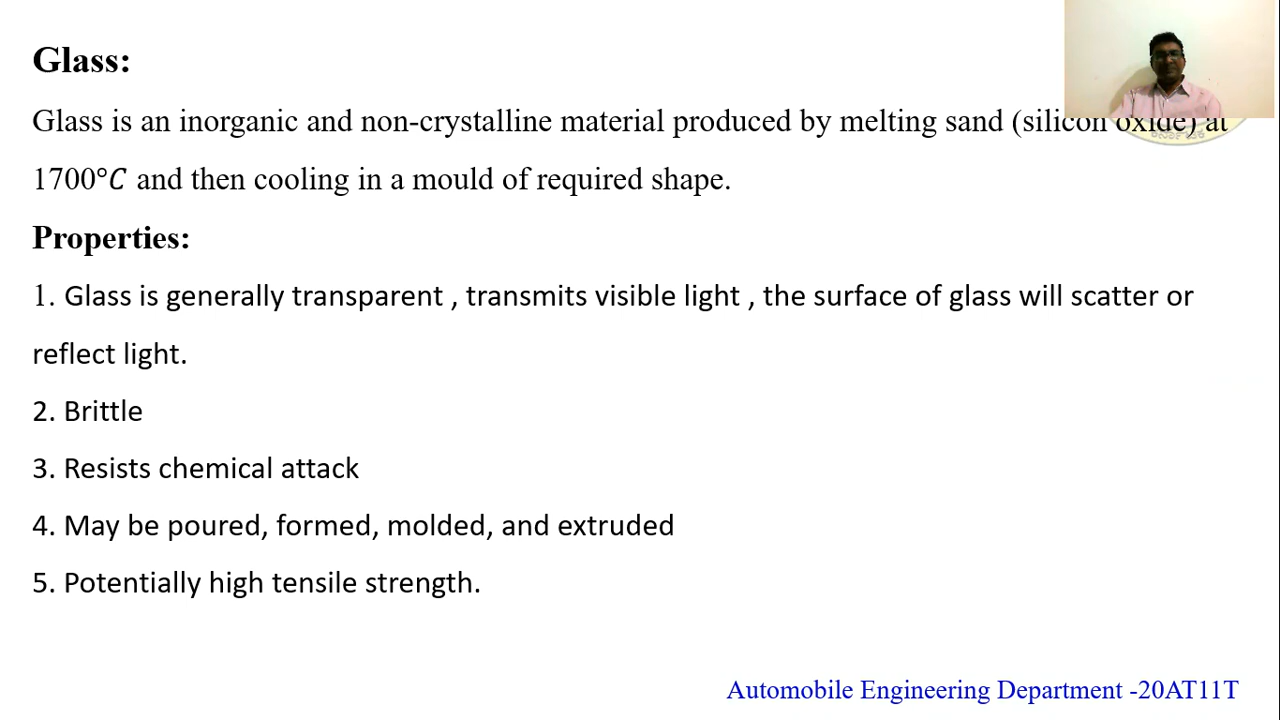 Glass:
Glass is an inorganic and non-crystalline material produced by melting sand (silicon oxide) at
1700°C and then cooling in a mould of required shape.
Properties:
1. Glass is generally transparent , transmits visible light , the surface of glass will scatter or
reflect light.
2. Brittle
3. Resists chemical attack
4. May be poured, formed, molded, and extruded
5. Potentially high tensile strength.
Automobile Engineering Department -20AT11T